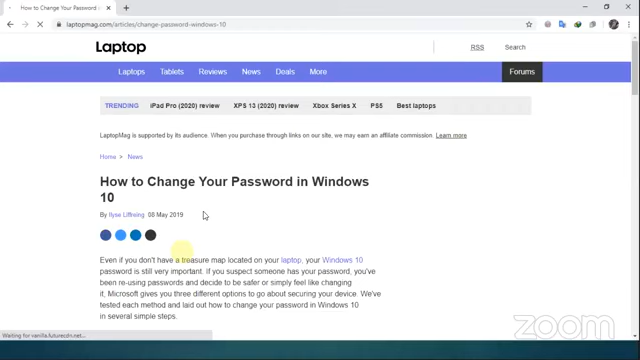 How to Change Your Password in
laptopmag.com/articles/change-password-windows-10
Laptop
RSS Search
Laptops Tablets Reviews News Deals More Forums
TRENDING iPad Pro (2020) review XPS 13 (2020) review Xbox Series X PS5 Best laptops
LaptopMag is supported by its audience. When you purchase through links on our site, we may earn an affiliate commission. Learn more
Home > News
How to Change Your Password in Windows
10
By Ilyse Liffreing 08 May 2019
Even if you don't have a treasure map located on your laptop, your Windows 10
password is still very important. If you suspect someone has your password, you've
been re-using passwords and decide to be safer or simply feel like changing
it, Microsoft gives you three different options to go about securing your device. We've
tested each method and laid out how to change your password in Windows 10
in several simple steps.
Waiting for vanilla.futurecdn.net...
zoom